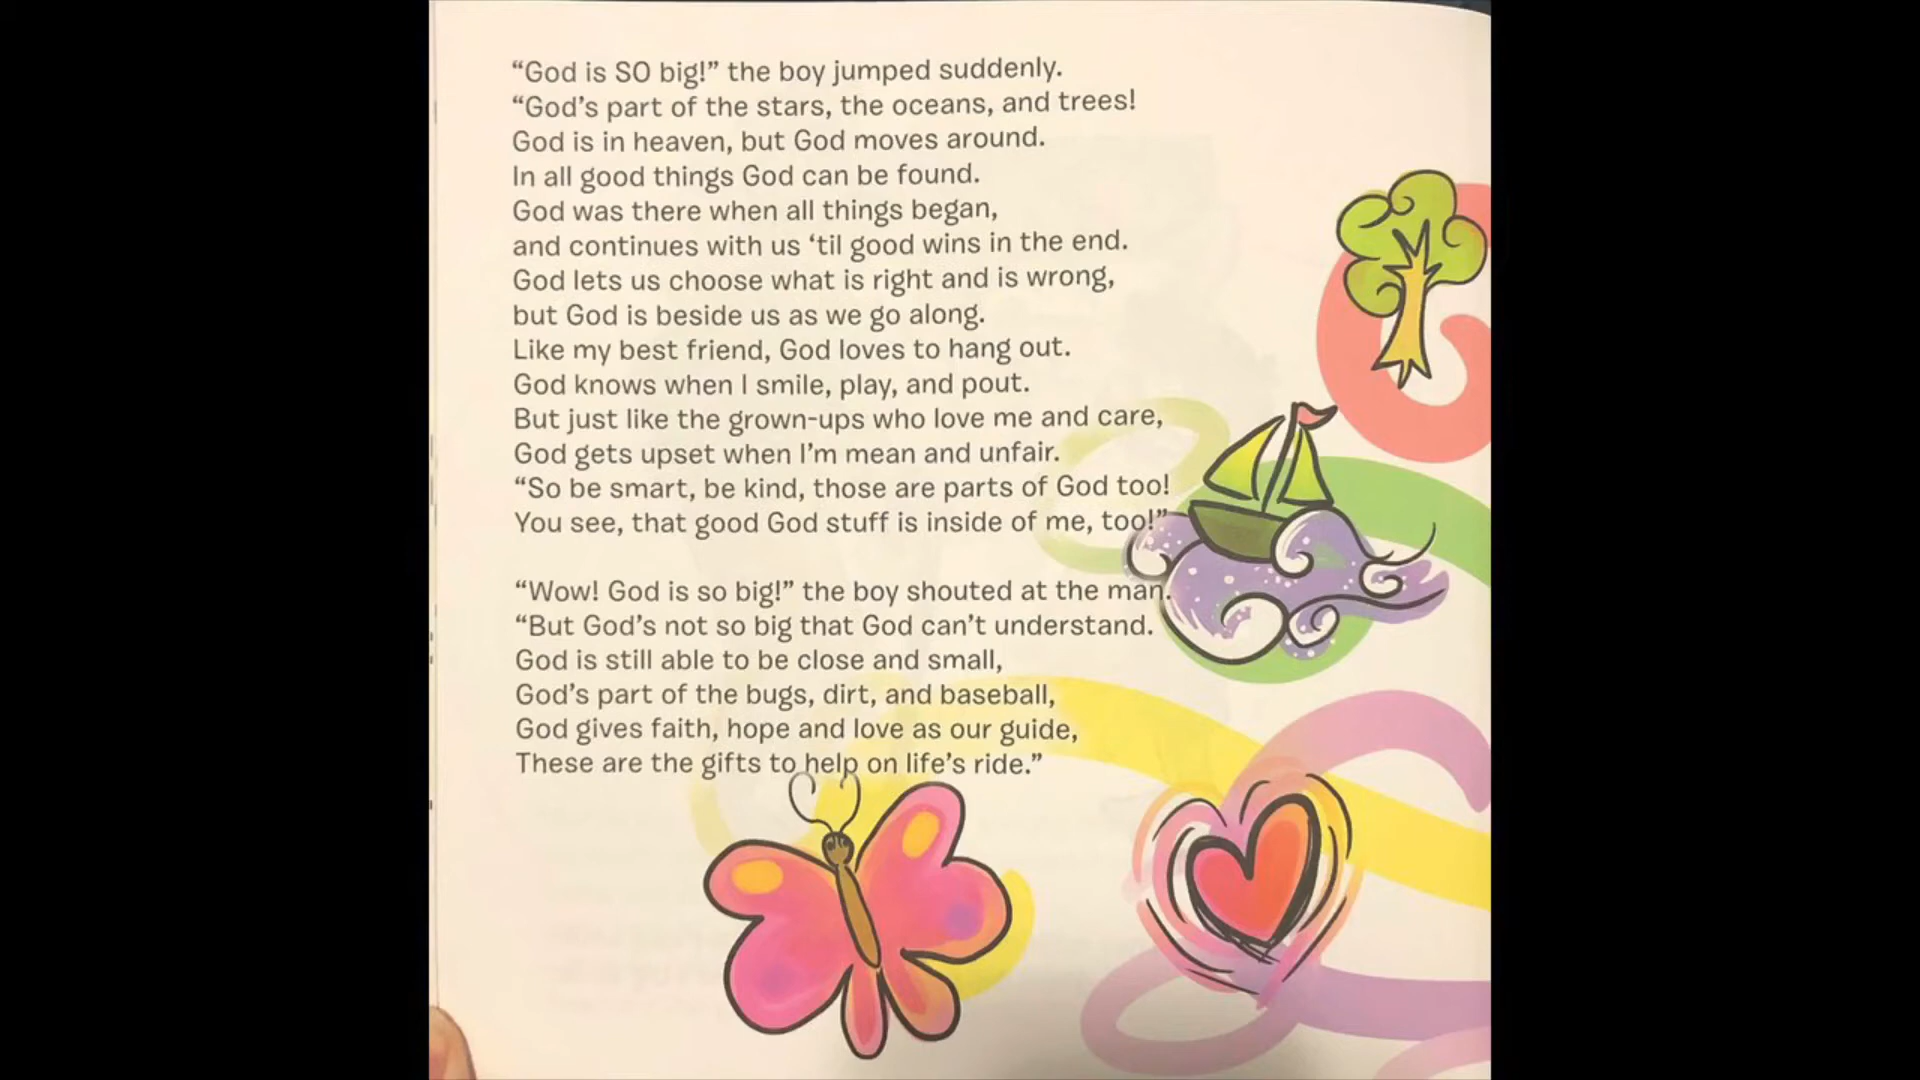 “God is SO big!” the boy jumped suddenly.
“God’s part of the stars, the oceans, and trees!
God is in heaven, but God moves around.
In all good things God can be found.
God was there when all things began,
and continues with us ‘til good wins in the end.
God lets us choose what is right and is wrong,
but God is beside us as we go along.
Like my best friend, God loves to hang out.
God knows when I smile, play, and pout.
But just like the grown-ups who love me and care,
God gets upset when I’m mean and unfair.
“So be smart, be kind, those are parts of God too!
You see, that good God stuff is inside of me, too!”
“Wow! God is so big!” the boy shouted at the man.
“But God’s not so big that God can’t understand.
God is still able to be close and small,
God’s part of the bugs, dirt, and baseball,
God gives faith, hope and love as our guide,
These are the gifts to help on life’s ride.”